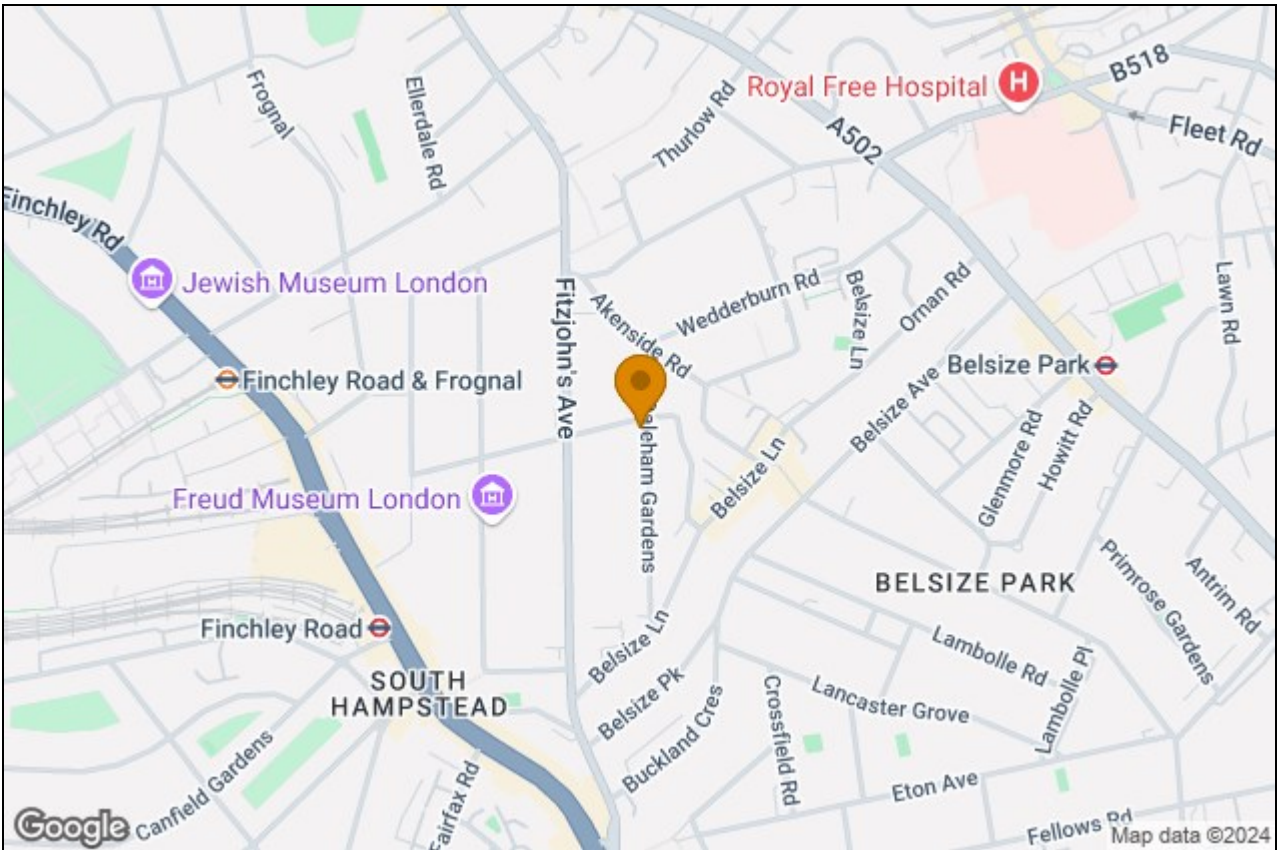 B518
Royal Free Hospital
H
Frognal
Ellerdale Rd
Thurlow Rd
A502
Fleet Rd
Finchley Rd
Jewish Museum London
Fitzjohn's Ave
Akenside Rd
Wedderburn Rd
Belsize Ln
Ornan Rd
Lawn Rd
Finchley Road & Frognal
Belsize Park
Belsize Ave
Glenmore Rd
Howitt Rd
Belsize Ln
Freud Museum London
Gardens
BELSIZE PARK
Primrose Gardens
Antrim Rd
Finchley Road
Belsize Ln
Lambolle Rd
Lambolle Pl
SOUTH
HAMPSTEAD
Belsize Pk
Buckland Cres
Crossfield Rd
Lancaster Grove
Canfield Gardens
Fairfax Rd
Eton Ave
Fellows Rd
Google
Map data ©2024